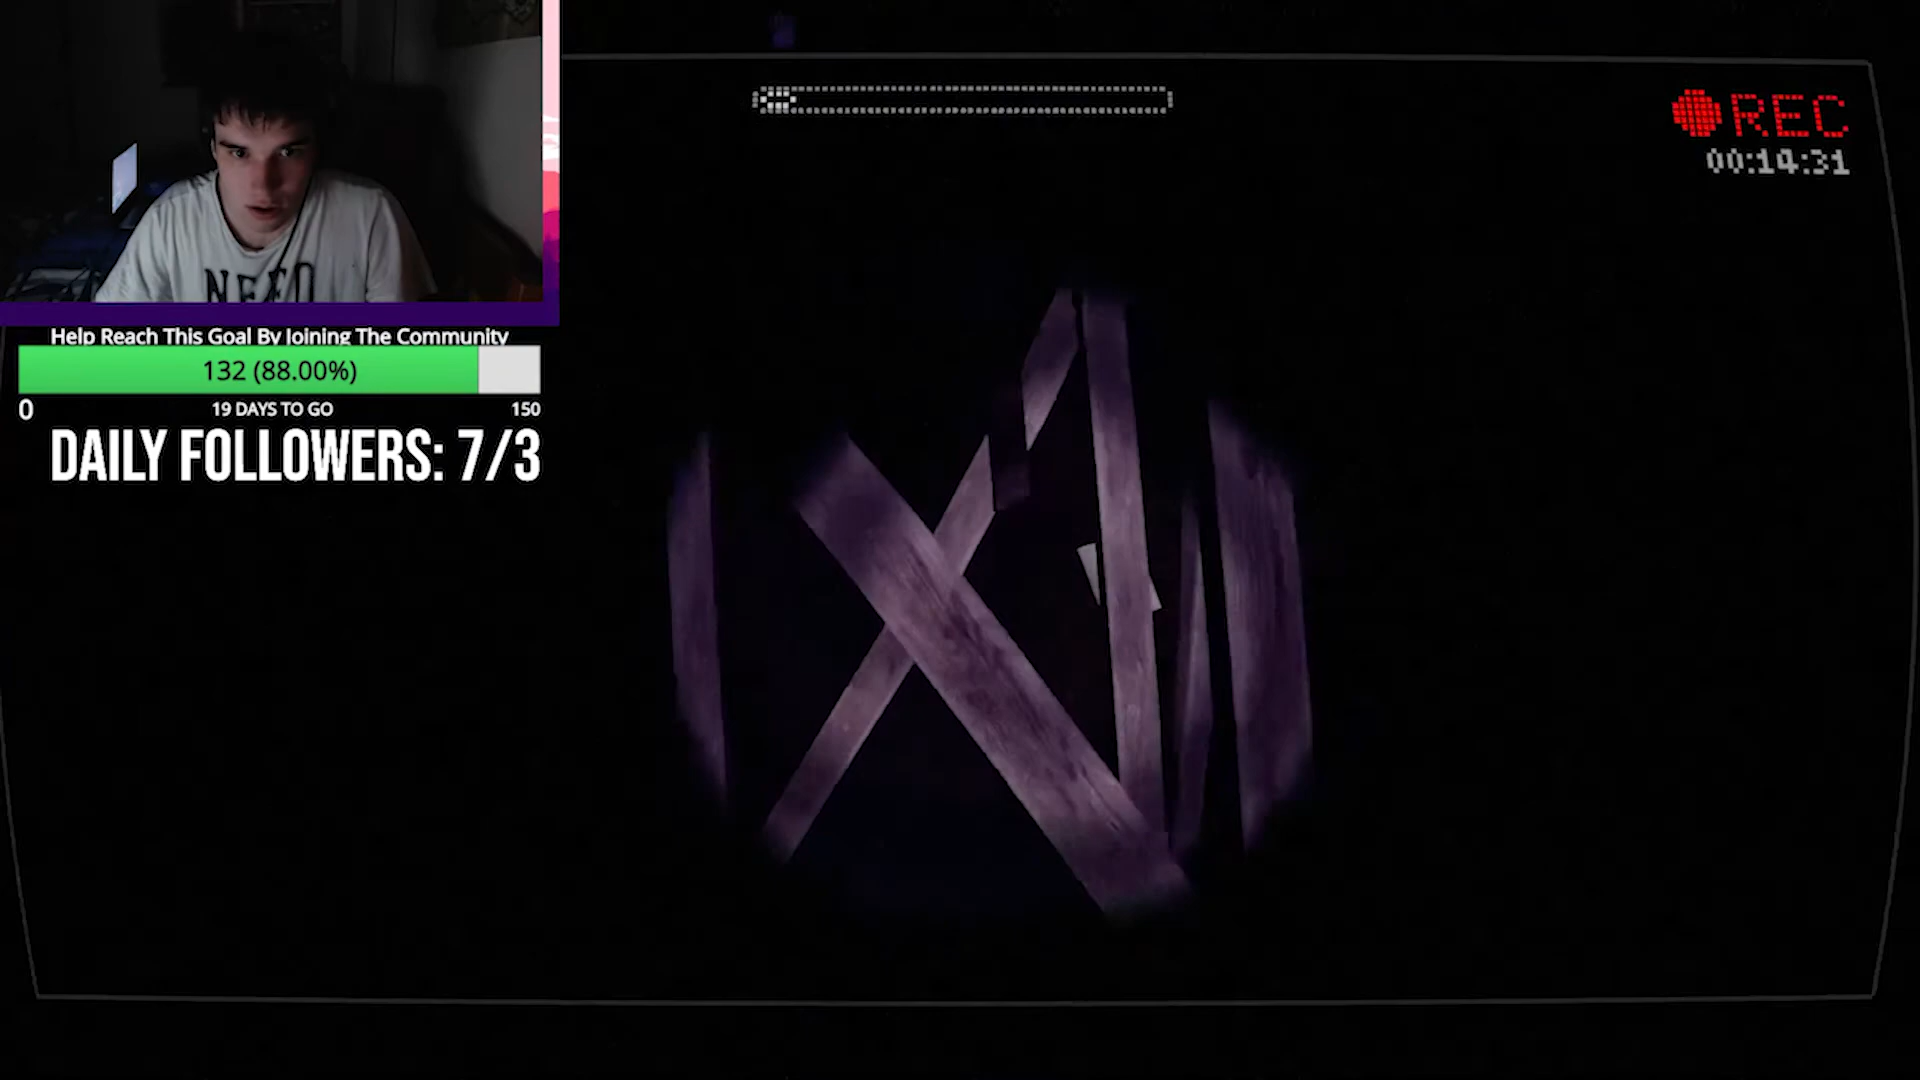 REC
00:14:31
NEED
Help Reach This Goal By Joining The Community
132 (88.00%)
0
19 DAYS TO GO
150
DAILY FOLLOWERS: 7/3